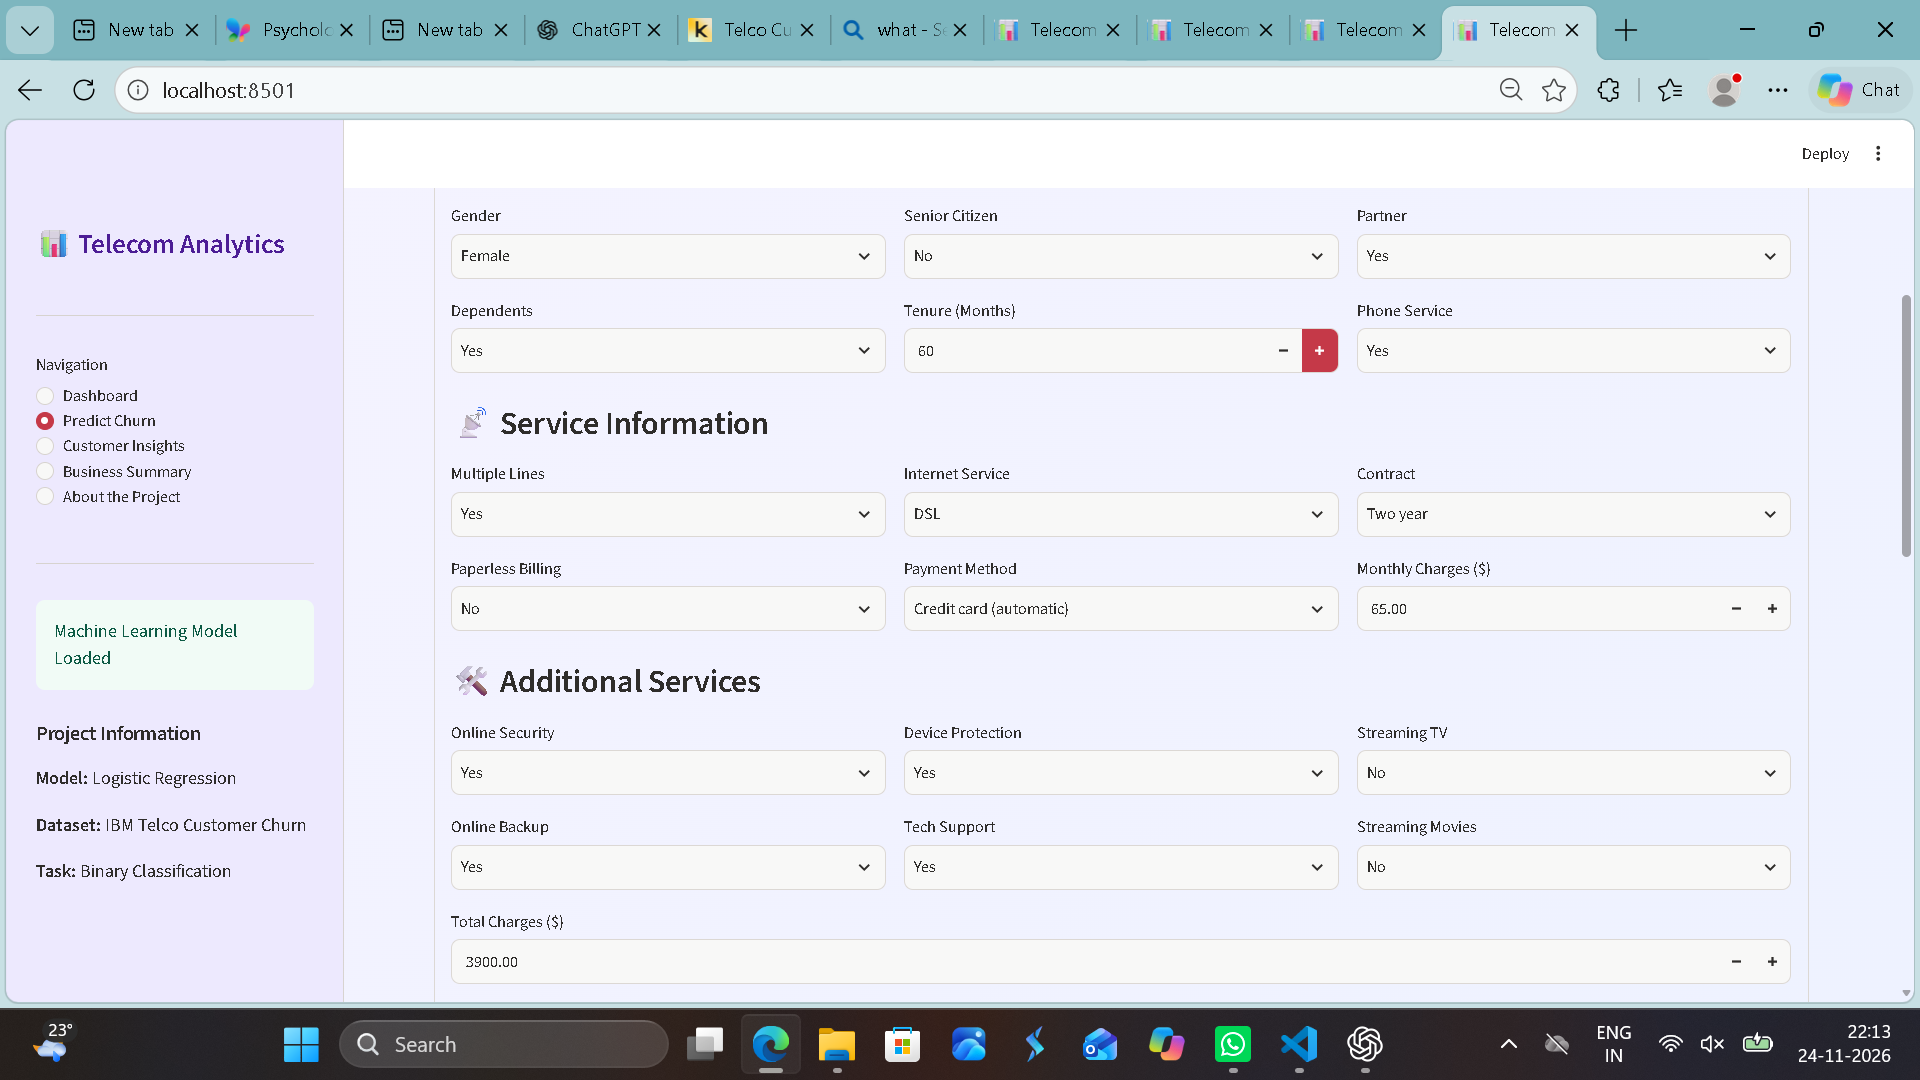 New tab
Psycholo
New tab
ChatGPT
Telco Cu
what - Se
Telecom
Telecom
Telecom
Telecom
localhost:8501
Chat
Deploy
Telecom Analytics
Navigation
Dashboard
Predict Churn
Customer Insights
Business Summary
About the Project
Machine Learning Model
Loaded
Project Information
Model: Logistic Regression
Dataset: IBM Telco Customer Churn
Task: Binary Classification
Gender
Senior Citizen
Partner
Female
No
Yes
Dependents
Tenure (Months)
Phone Service
Yes
60
Yes
Service Information
Multiple Lines
Internet Service
Contract
Yes
DSL
Two year
Paperless Billing
Payment Method
Monthly Charges ($)
No
Credit card (automatic)
65.00
Additional Services
Online Security
Device Protection
Streaming TV
Yes
Yes
No
Online Backup
Tech Support
Streaming Movies
Yes
Yes
No
Total Charges ($)
3900.00
23°
Search
ENG
IN
22:13
24-11-2026